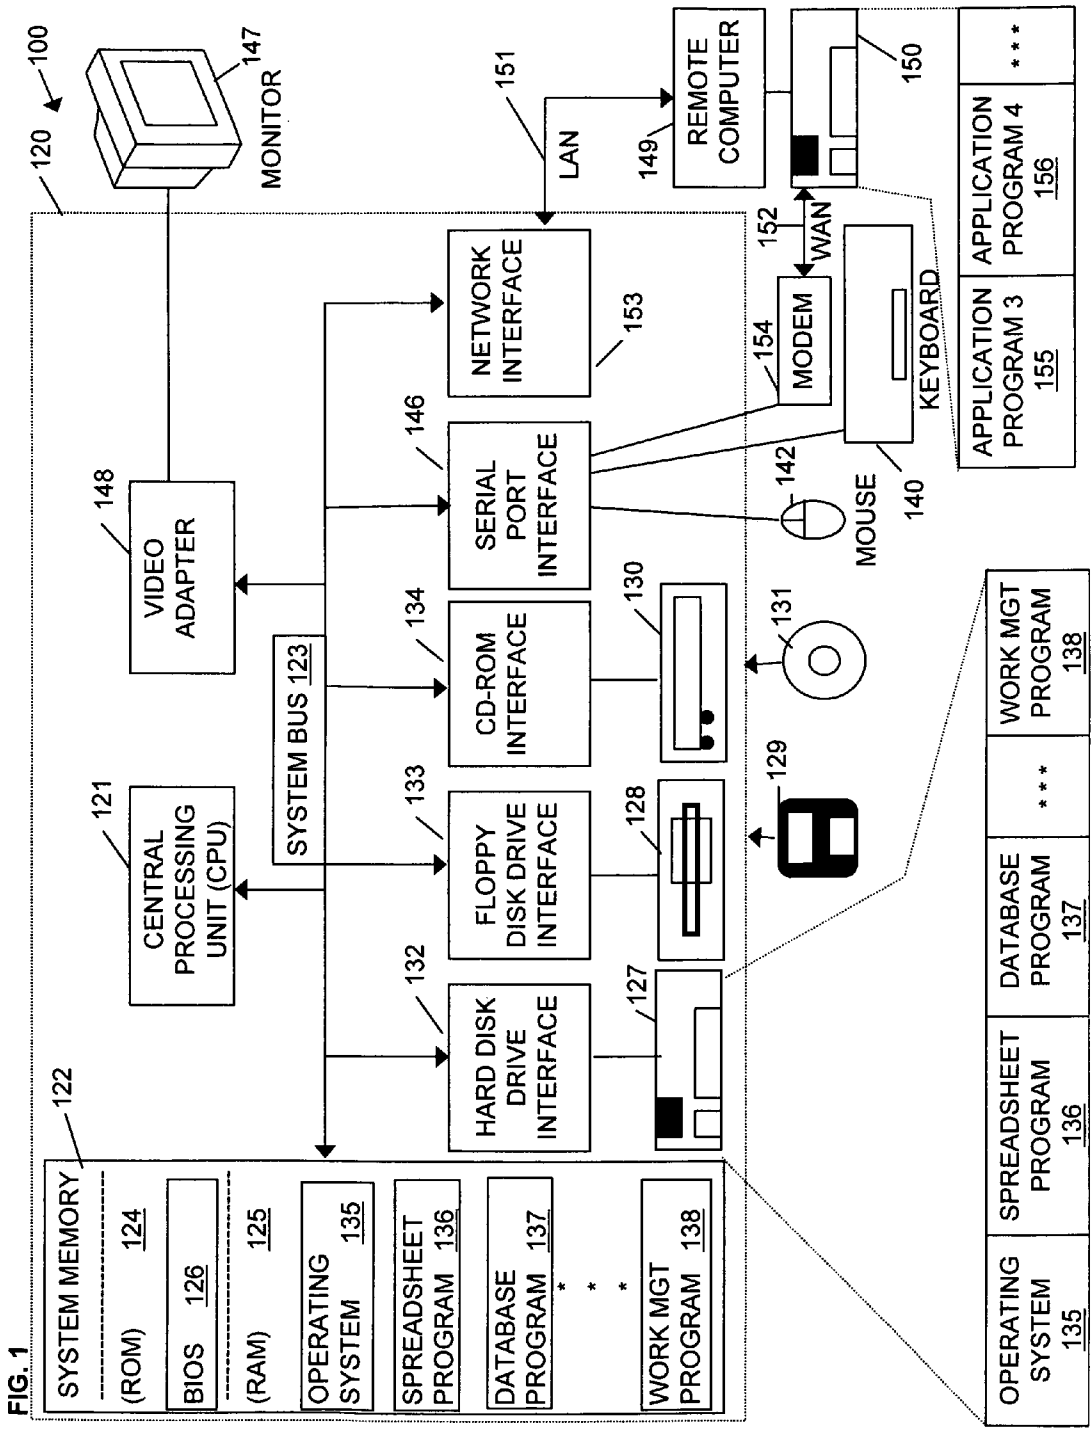 FIG. 1
100
120
SYSTEM MEMORY
122
(ROM) 124
BIOS 126
(RAM) 125
OPERATING
SYSTEM 135
SPREADSHEET
PROGRAM 136
DATABASE
PROGRAM 137
*
*
*
WORK MGT
PROGRAM 138
121
CENTRAL
PROCESSING
UNIT (CPU)
148
VIDEO
ADAPTER
147
MONITOR
SYSTEM BUS 123
132
HARD DISK
DRIVE
INTERFACE
133
FLOPPY
DISK DRIVE
INTERFACE
134
CD-ROM
INTERFACE
146
SERIAL
PORT
INTERFACE
NETWORK
INTERFACE
153
151
LAN
127
128
130
129
131
142
MOUSE
140
KEYBOARD
154
MODEM
152
WAN
149
REMOTE
COMPUTER
150
OPERATING
SYSTEM
135
SPREADSHEET
PROGRAM
136
DATABASE
PROGRAM
137
* * *
WORK MGT
PROGRAM
138
APPLICATION
PROGRAM 3
155
APPLICATION
PROGRAM 4
156
* * *